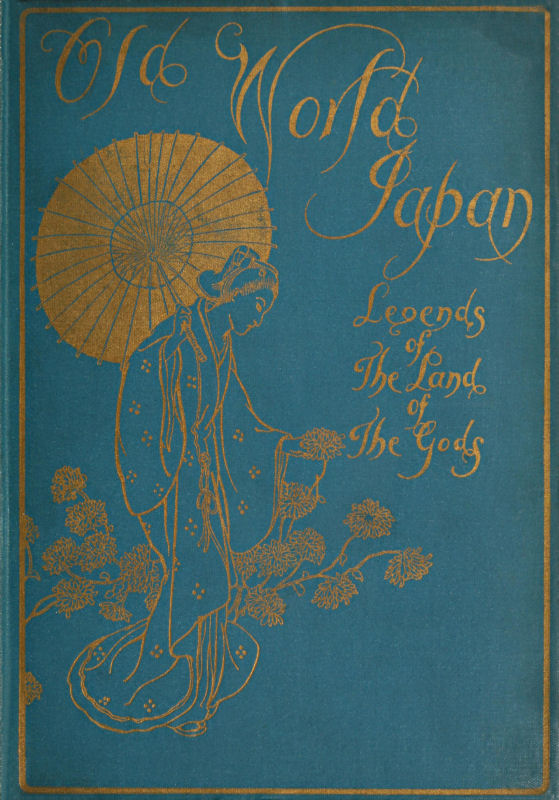 Old World
Japan
Legends
of
The Land
of
The Gods